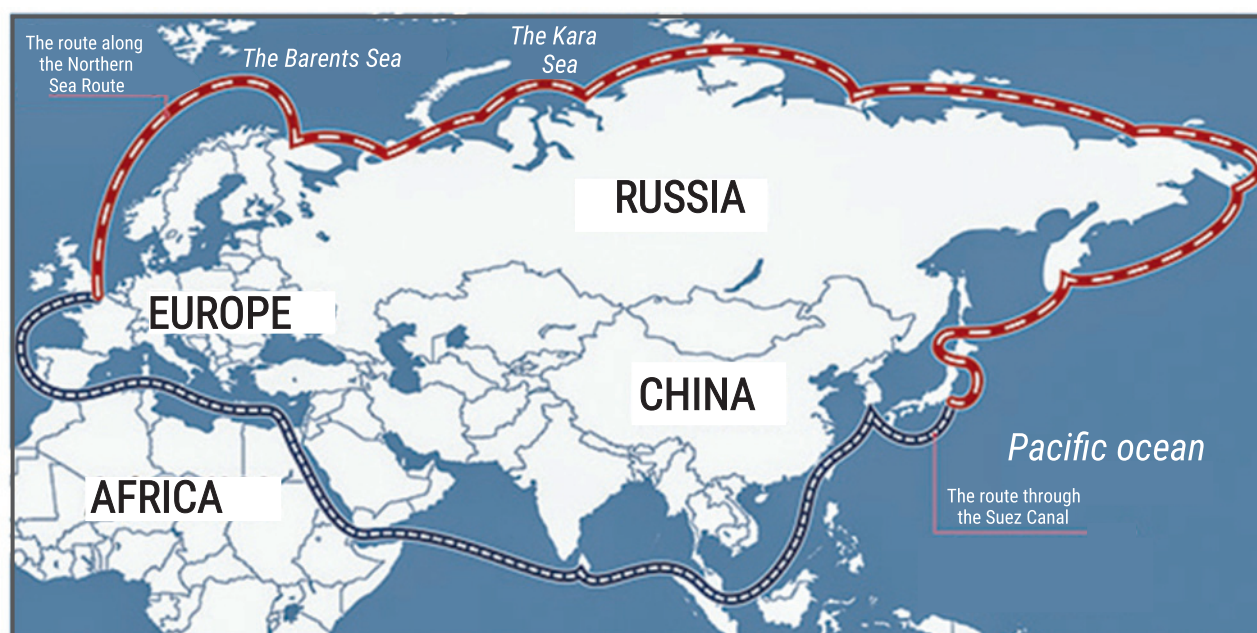 The route along
the Northern
Sea Route
The Barents Sea
The Kara
Sea
RUSSIA
EUROPE
CHINA
AFRICA
Pacific ocean
The route through
the Suez Canal